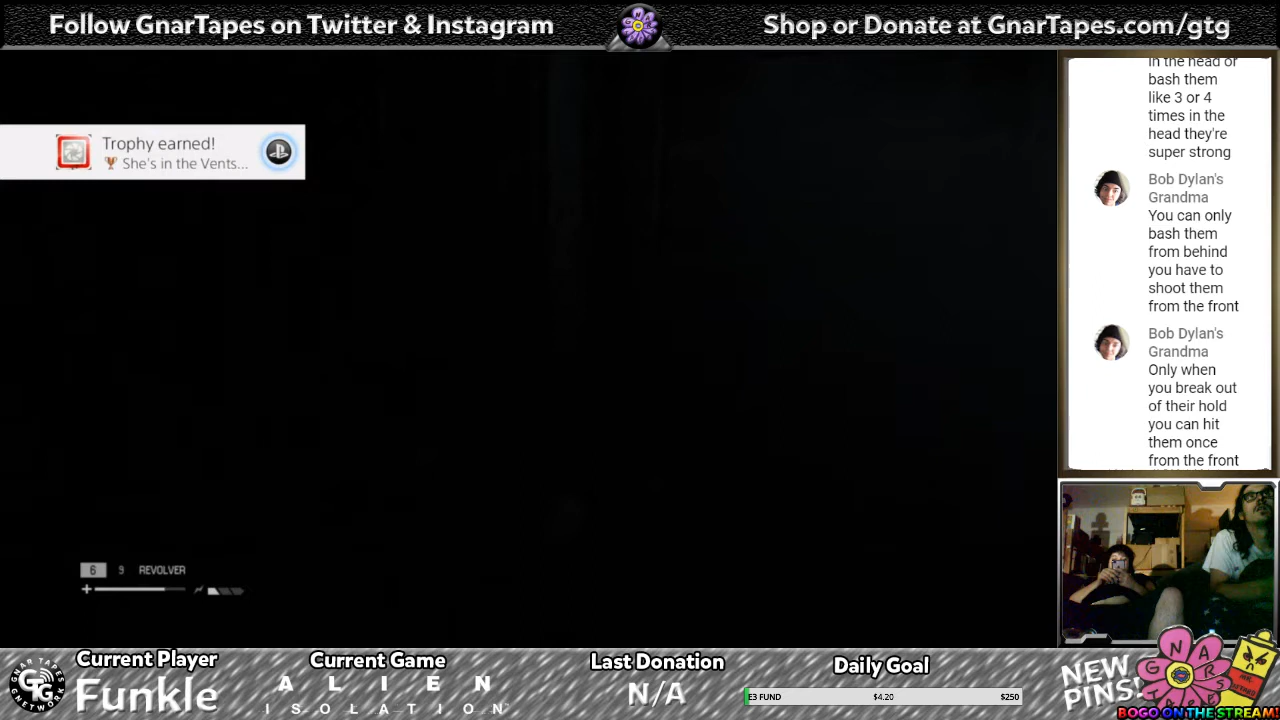 Follow GnarTapes on Twitter & Instagram
Shop or Donate at GnarTapes.com/gtg
Trophy earned!
She's in the Vents...
in the head or
bash them
like 3 or 4
times in the
head they're
super strong
Bob Dylan's
Grandma
You can only
bash them
from behind
you have to
shoot them
from the front
Bob Dylan's
Grandma
Only when
you break out
of their hold
you can hit
them once
from the front
6 9 REVOLVER
GNAR TAPES
GTG
GNETWORK
Current Player
Funkle
Current Game
ALIEN
ISOLATION
Last Donation
N/A
Daily Goal
E3 FUND $4.20 $250
NEW
PINS!
GNAR
BOGO ON THE STREAM!